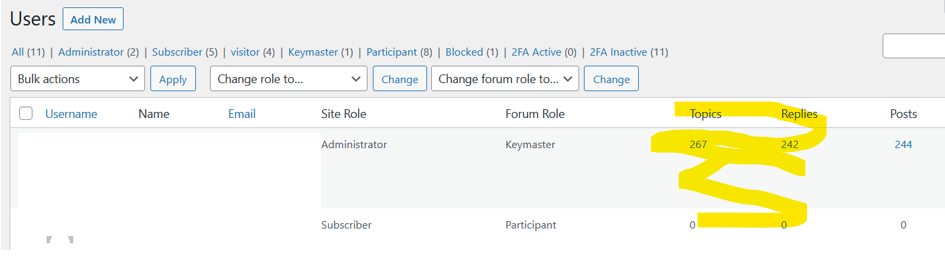 Users Add New
All (11) | Administrator (2) | Subscriber (5) | visitor (4) | Keymaster (1) | Participant (8) | Blocked (1) | 2FA Active (0) | 2FA Inactive (11)
Bulk actions Apply Change role to... Change Change forum role to... Change
Username Name Email Site Role Forum Role Topics Replies Posts
Administrator Keymaster 267 242 244
Subscriber Participant 0 0 0